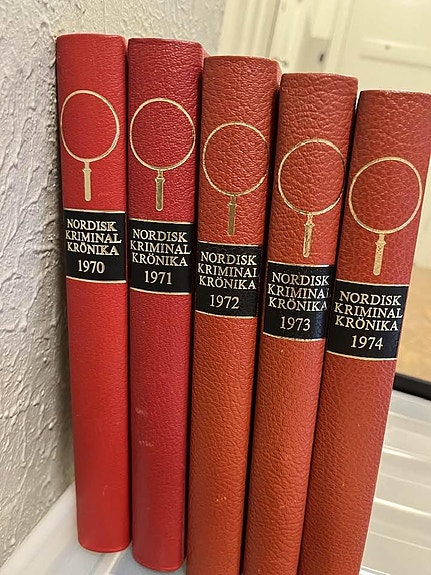 NORDISK
KRIMINAL
KRÖNIKA
1970
NORDISK
KRIMINAL
KRÖNIKA
1971
NORDISK
KRIMINAL
KRÖNIKA
1972
NORDISK
KRIMINAL
KRÖNIKA
1973
NORDISK
KRIMINAL
KRÖNIKA
1974